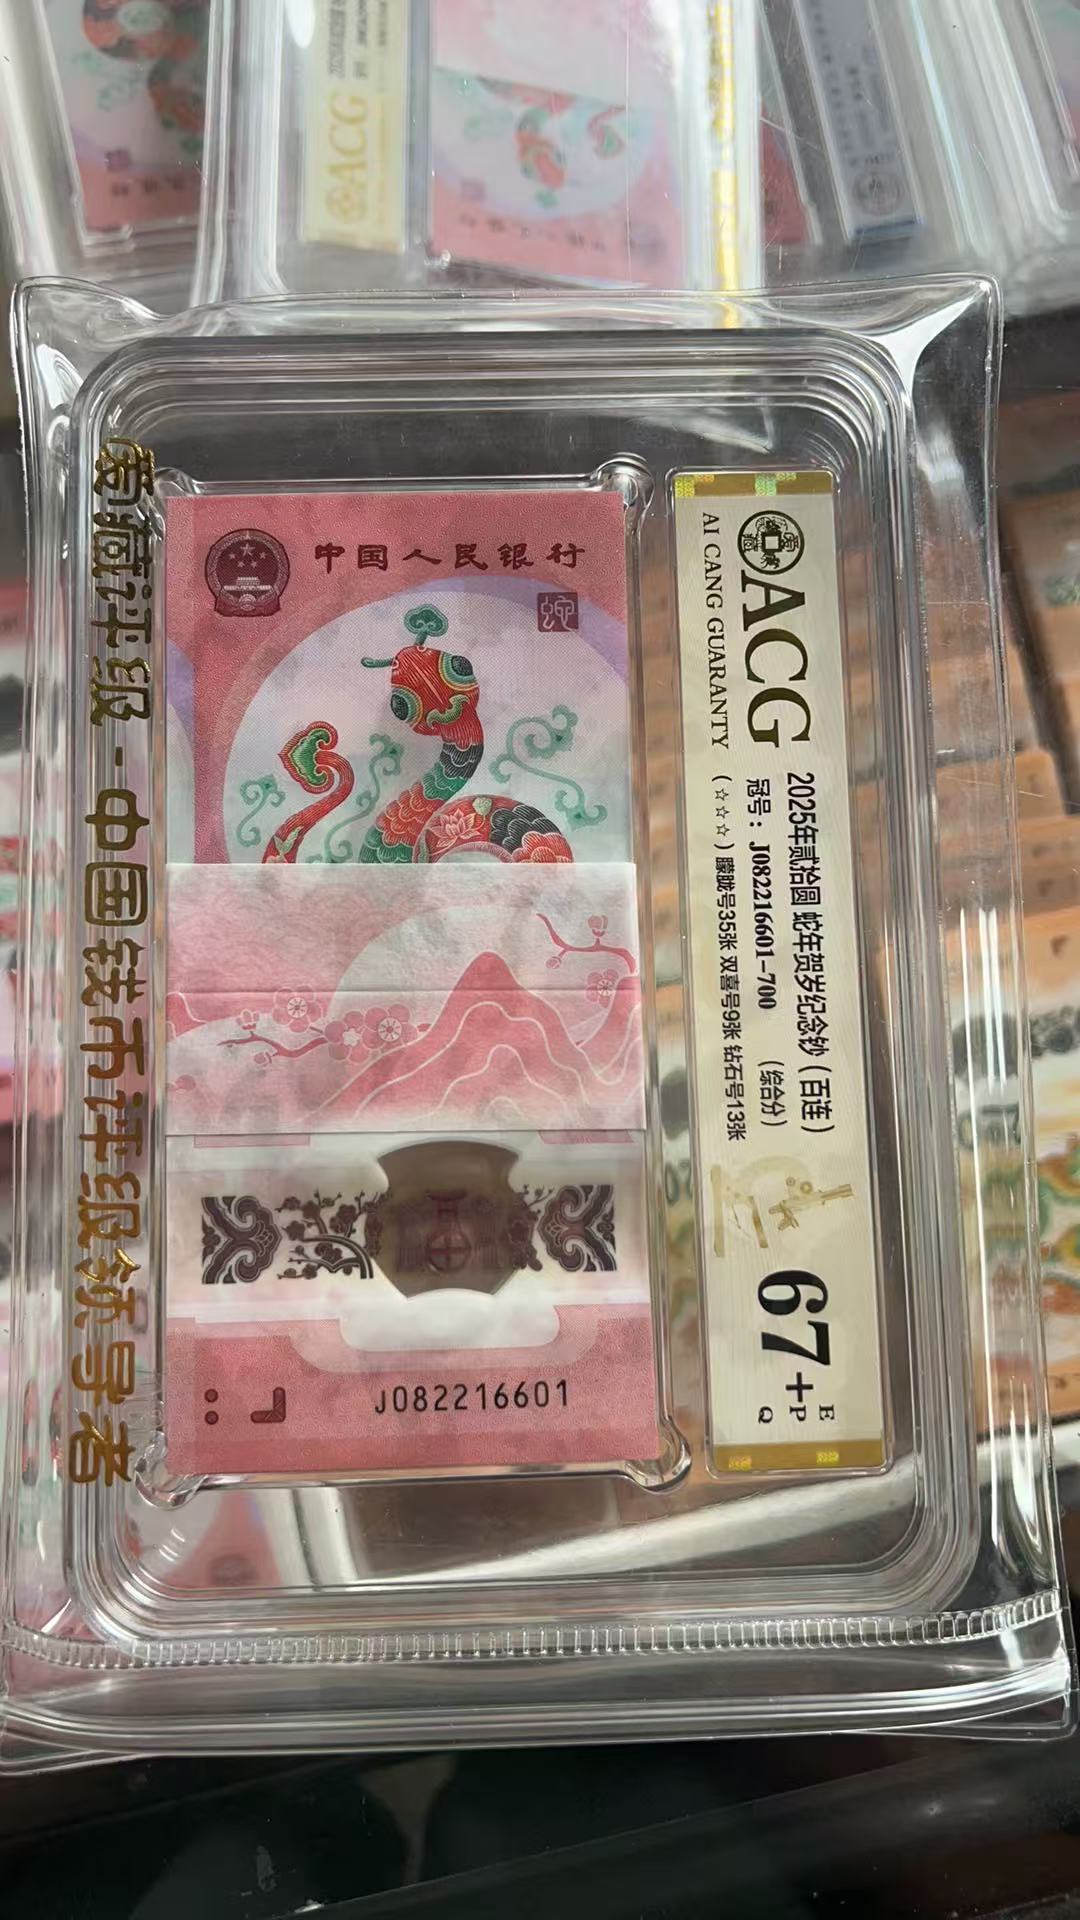 爱藏评级-中国钱币评级领导者
中国人民银行
蛇
J082216601
ACG
AI CANG GUARANTY
2025年贰拾圆 蛇年贺岁纪念钞（百连）
冠号：J082216601-700 （综合分）
（☆☆☆）朦胧号35张 双喜号9张 钻石号13张
67+
E
P
Q
ACG